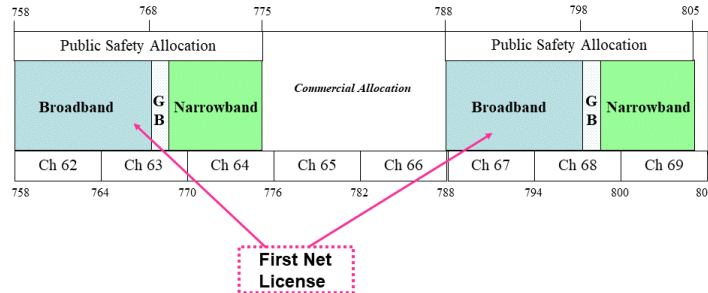 758 768 775 788 798 805
Public Safety Allocation Public Safety Allocation
Broadband G B Narrowband Commercial Allocation Broadband G B Narrowband
Ch 62 Ch 63 Ch 64 Ch 65 Ch 66 Ch 67 Ch 68 Ch 69
758 764 770 776 782 788 794 800
First Net
License